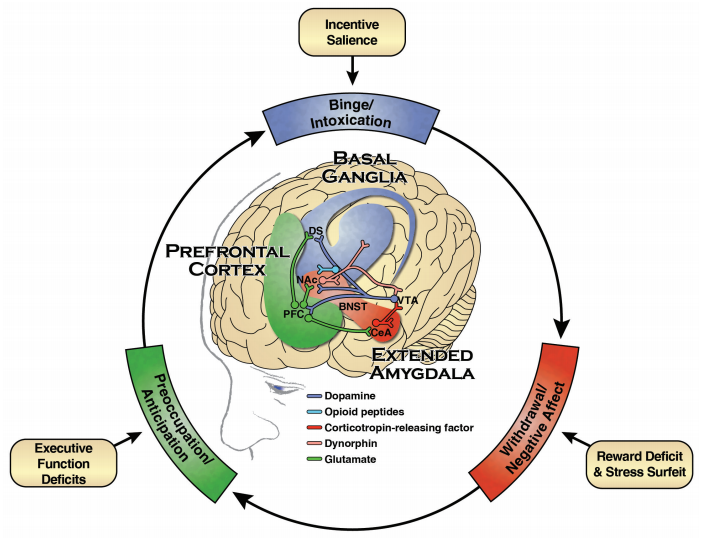 Incentive
Salience
Binge/
Intoxication
BASAL
GANGLIA
PREFRONTAL
CORTEX
DS
NAc
BNST
VTA
PFC
CeA
EXTENDED
AMYGDALA
Preoccupation/
Anticipation
Withdrawal/
Negative Affect
Executive
Function
Deficits
Reward Deficit
& Stress Surfeit
Dopamine
Opioid peptides
Corticotropin-releasing factor
Dynorphin
Glutamate